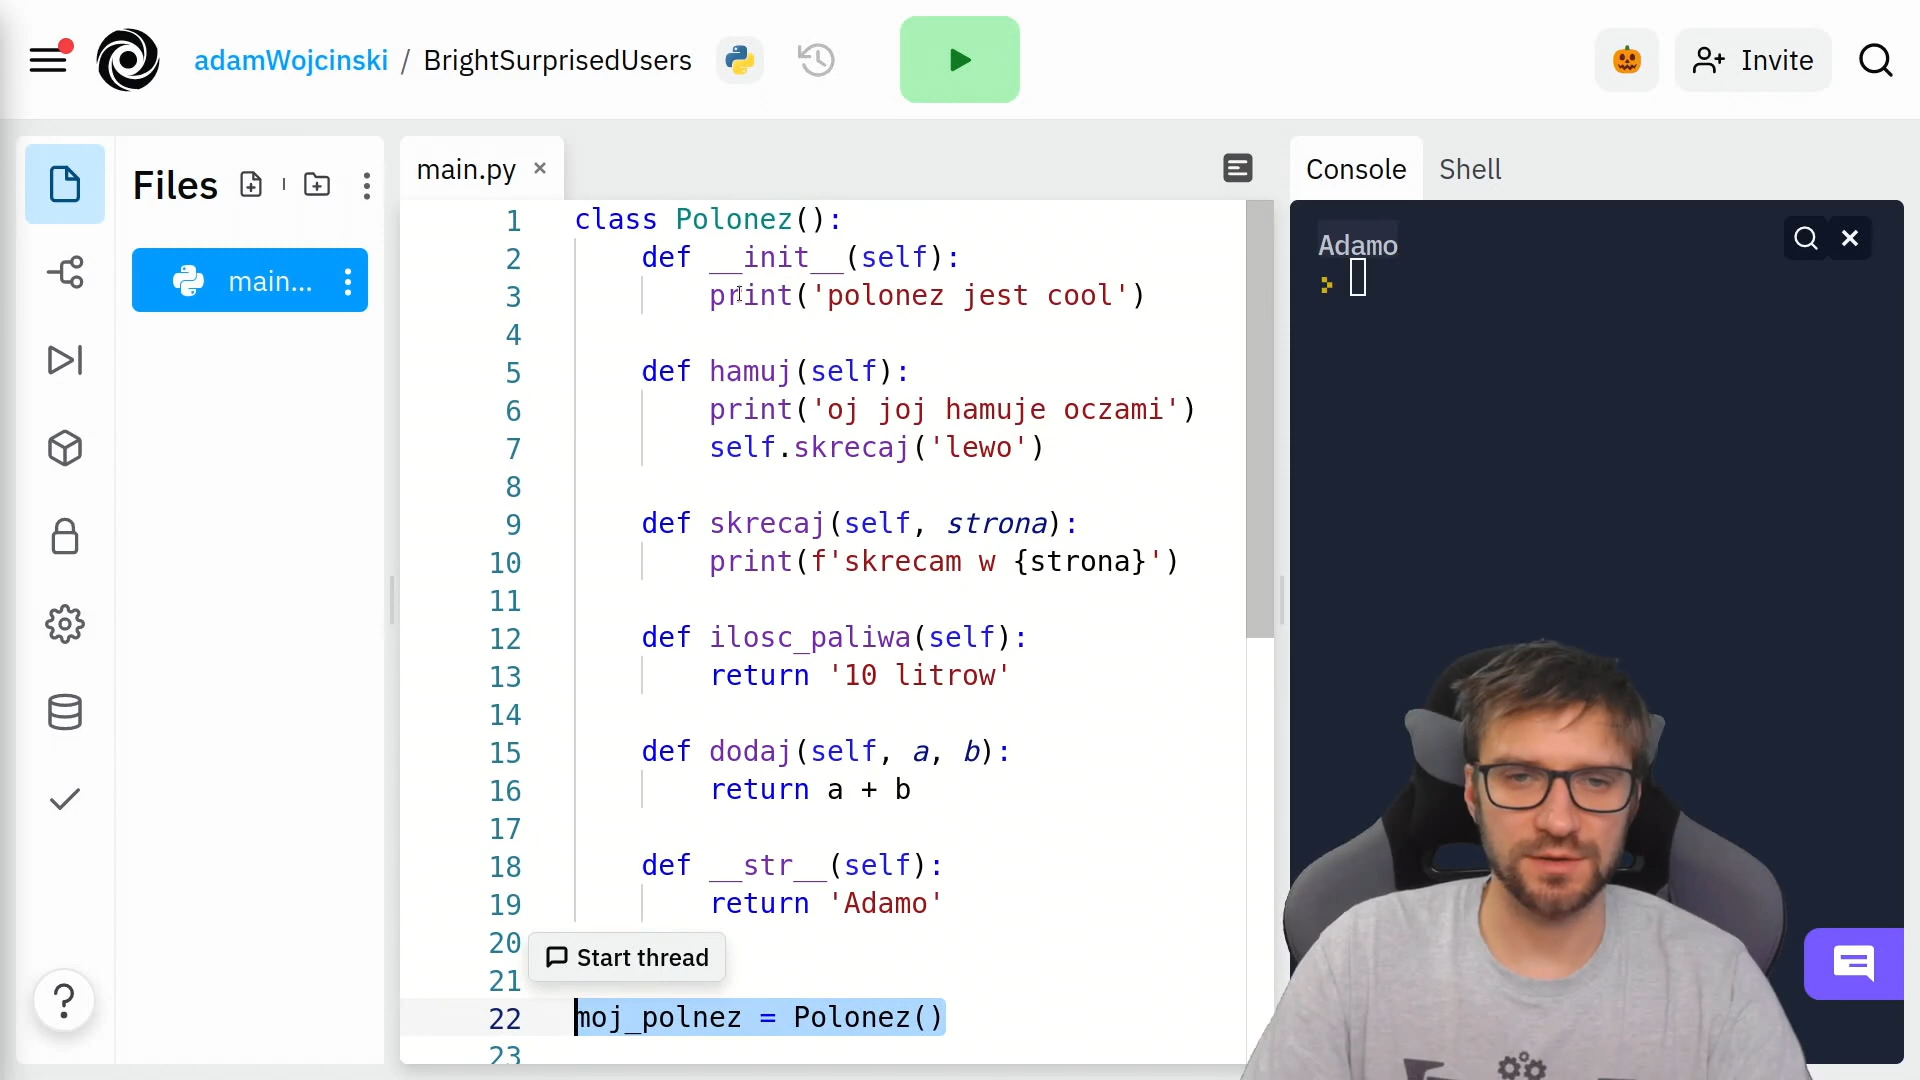 adamWojcinski / BrightSurprisedUsers
Invite
Files
main...
main.py ×
Console
Shell
1 class Polonez():
2 def __init__(self):
3 print('polonez jest cool')
4
5 def hamuj(self):
6 print('oj joj hamuje oczami')
7 self.skrecaj('lewo')
8
9 def skrecaj(self, strona):
10 print(f'skrecam w {strona}')
11
12 def ilosc_paliwa(self):
13 return '10 litrow'
14
15 def dodaj(self, a, b):
16 return a + b
17
18 def __str__(self):
19 return 'Adamo'
20
Start thread
21
22 moj_polnez = Polonez()
23
Adamo